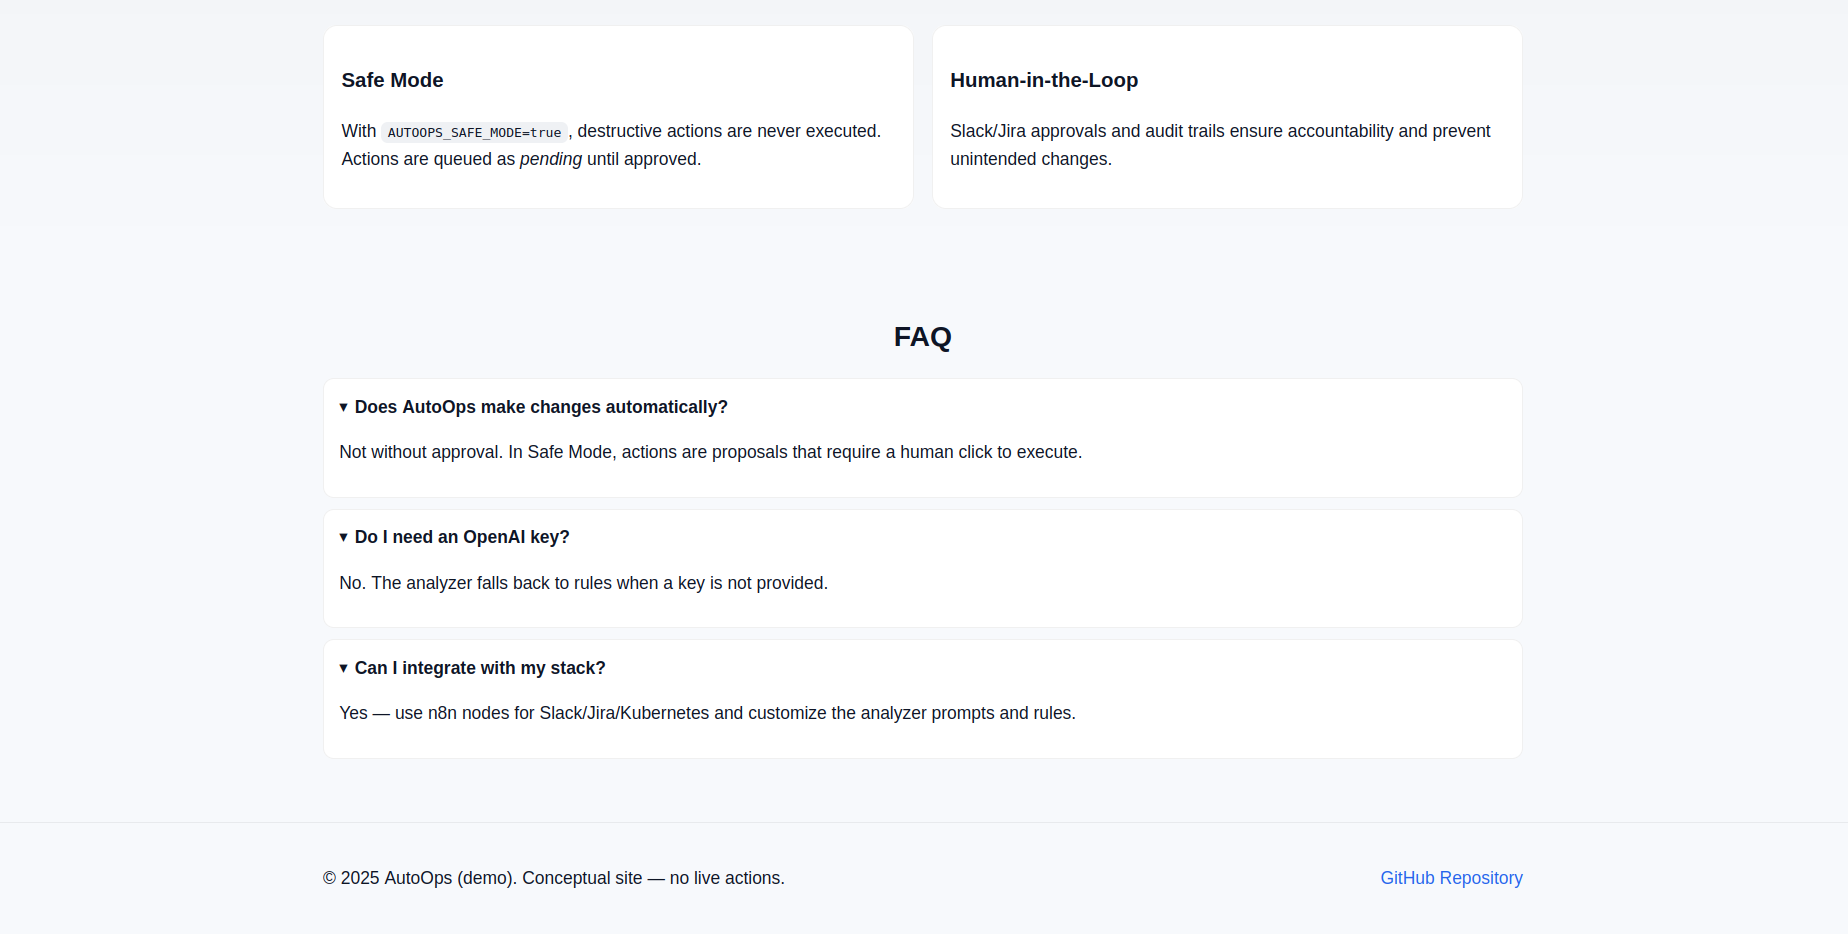 Safe Mode
With AUTOOPS_SAFE_MODE=true, destructive actions are never executed.
Actions are queued as pending until approved.
Human-in-the-Loop
Slack/Jira approvals and audit trails ensure accountability and prevent
unintended changes.
FAQ
▾ Does AutoOps make changes automatically?
Not without approval. In Safe Mode, actions are proposals that require a human click to execute.
▾ Do I need an OpenAI key?
No. The analyzer falls back to rules when a key is not provided.
▾ Can I integrate with my stack?
Yes — use n8n nodes for Slack/Jira/Kubernetes and customize the analyzer prompts and rules.
© 2025 AutoOps (demo). Conceptual site — no live actions.
GitHub Repository